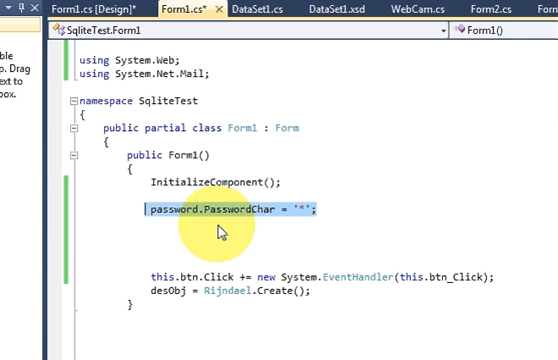 Form1.cs [Design]*
Form1.cs*
DataSet1.cs
DataSet1.xsd
WebCam.cs
Form2.cs
SqliteTest.Form1
Form1()
using System.Web;
using System.Net.Mail;
namespace SqliteTest
{
public partial class Form1 : Form
{
public Form1()
{
InitializeComponent();
password.PasswordChar = '*';
this.btn.Click += new System.EventHandler(this.btn_Click);
desObj = Rijndael.Create();
}